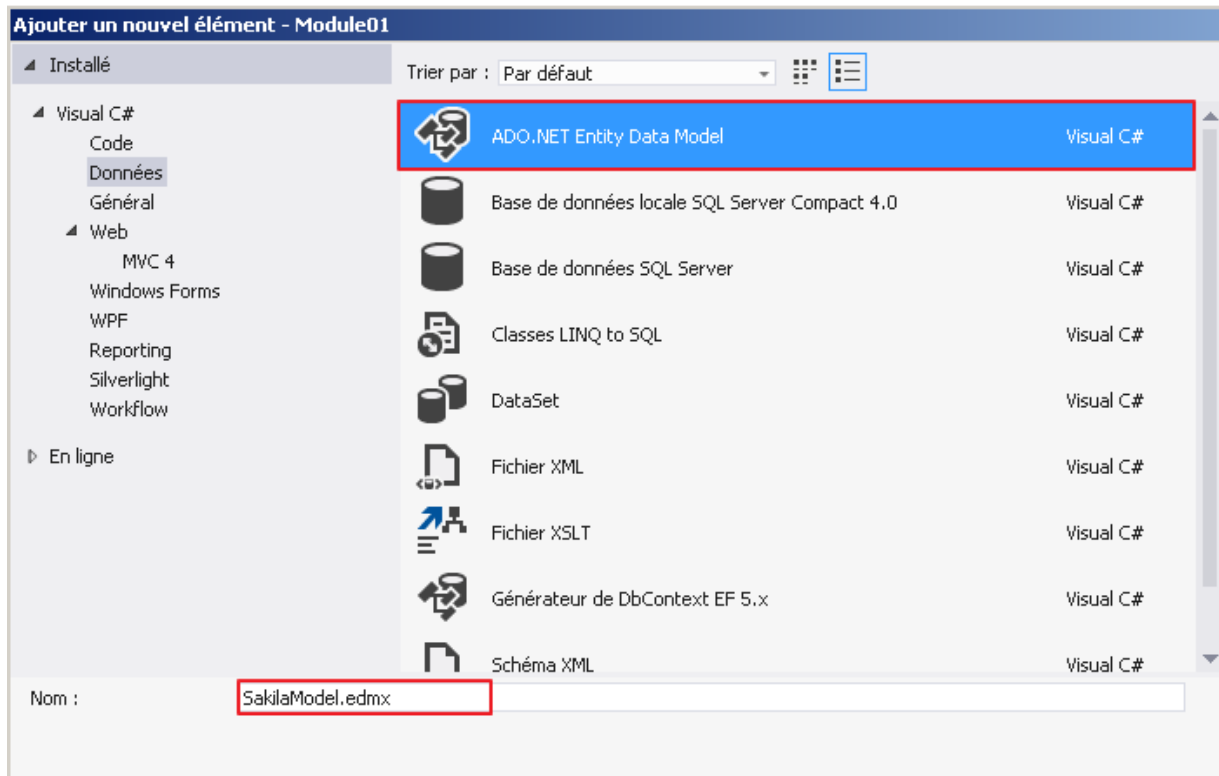 Ajouter un nouvel élément - Module01
Installé
Trier par : Par défaut
Visual C#
Code
Données
Général
Web
MVC 4
Windows Forms
WPF
Reporting
Silverlight
Workflow
En ligne
ADO.NET Entity Data Model Visual C#
Base de données locale SQL Server Compact 4.0 Visual C#
Base de données SQL Server Visual C#
Classes LINQ to SQL Visual C#
DataSet Visual C#
Fichier XML Visual C#
Fichier XSLT Visual C#
Générateur de DbContext EF 5.x Visual C#
Schéma XML Visual C#
Nom : SakilaModel.edmx